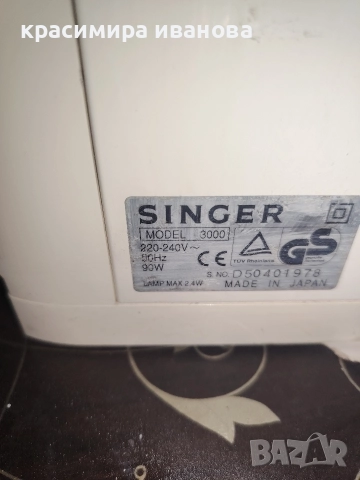 красимира иванова
SINGER
MODEL 3000
220-240V~
50Hz
90W
CE
TÜV Rheinland
GS
S.NO. D50401978
LAMP MAX 2.4W
MADE IN JAPAN
BAZAR